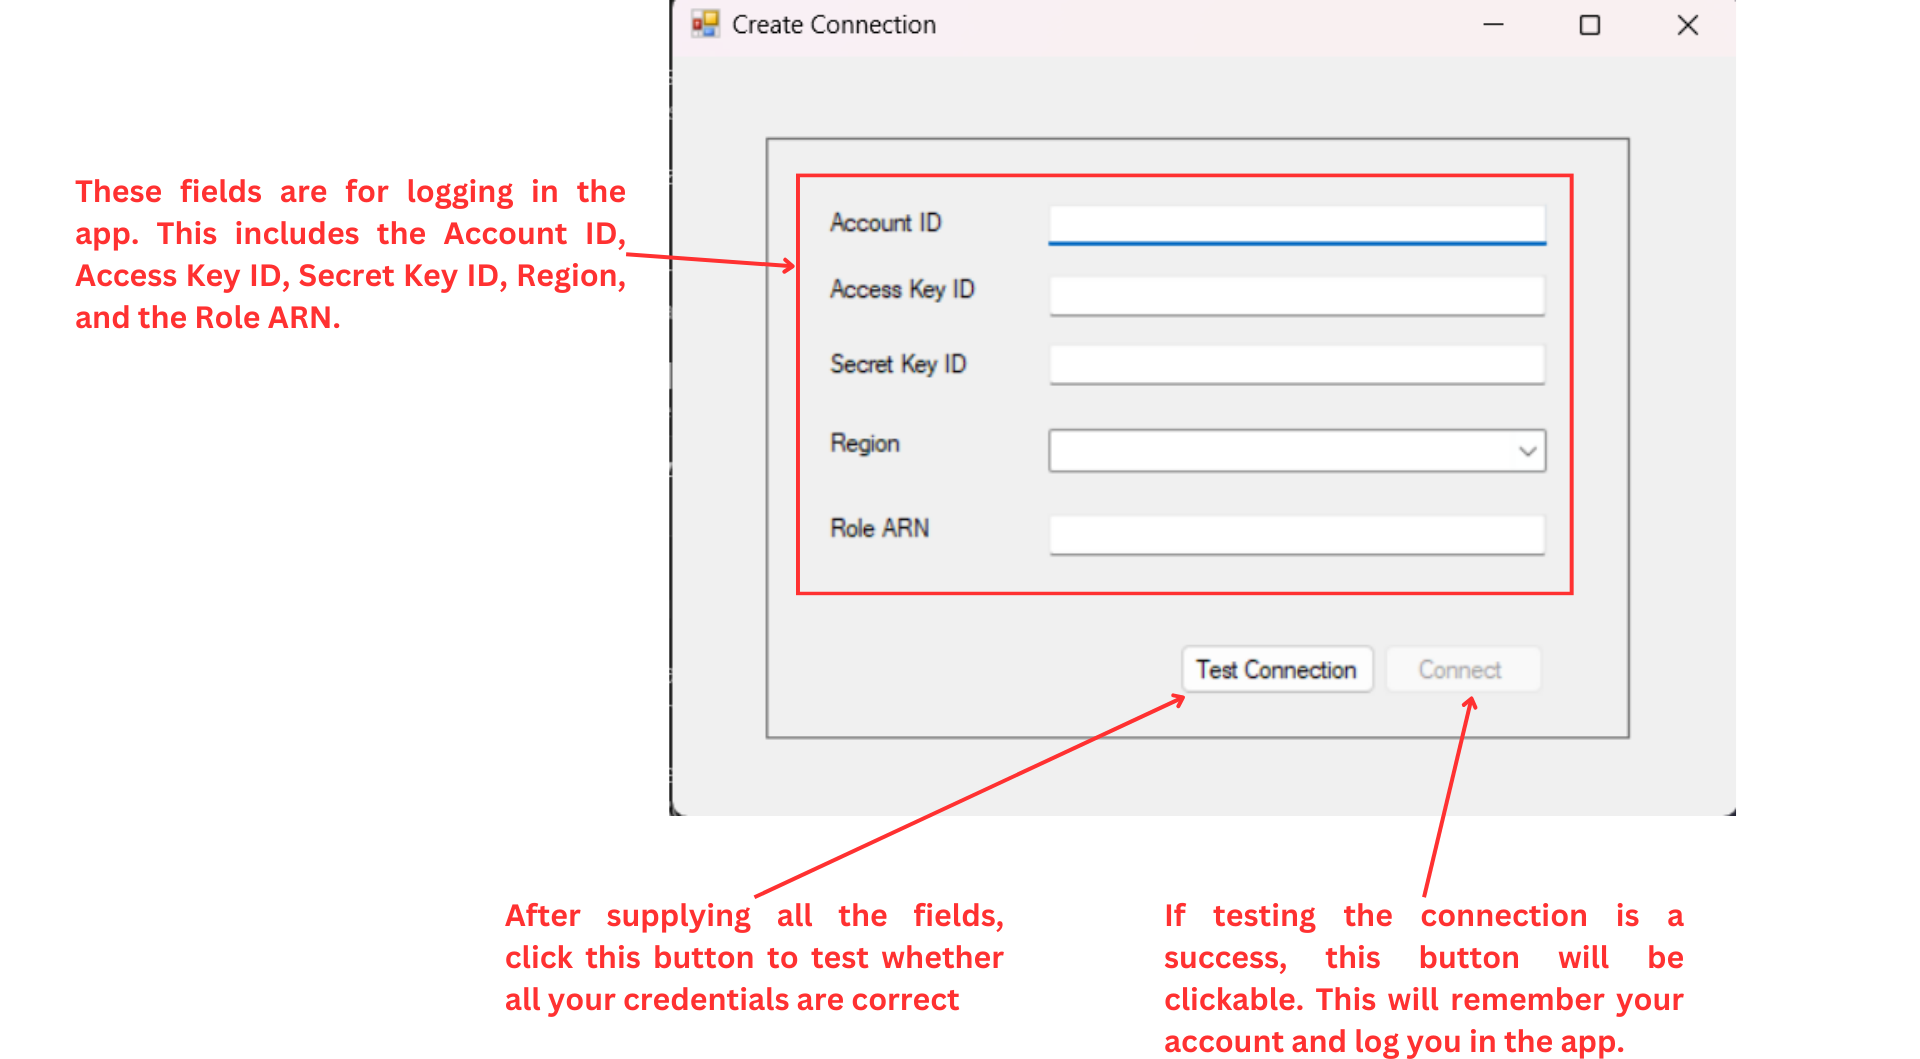 Create Connection
These fields are for logging in the
app. This includes the Account ID,
Access Key ID, Secret Key ID, Region,
and the Role ARN.
Account ID
Access Key ID
Secret Key ID
Region
Role ARN
Test Connection
Connect
After supplying all the fields,
click this button to test whether
all your credentials are correct
If testing the connection is a
success, this button will be
clickable. This will remember your
account and log you in the app.